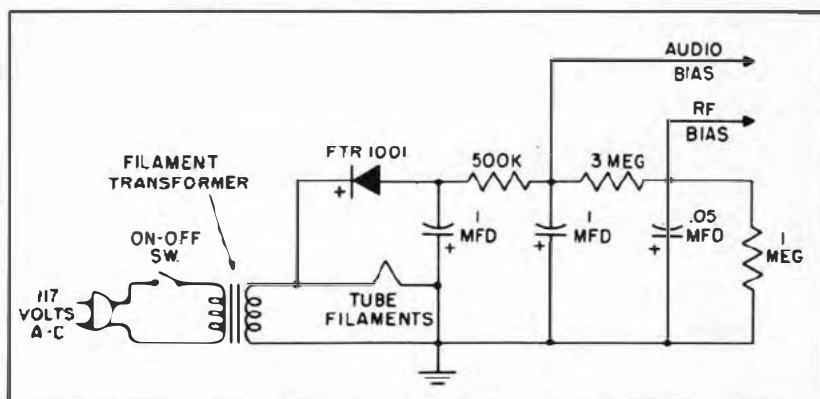 AUDIO
BIAS
RF
BIAS
FTR 1001
500K
3 MEG
FILAMENT
TRANSFORMER
+
ON-OFF
SW.
1
MFD
+
1
MFD
+
.05
MFD
+
1
MEG
117
VOLTS
A-C
TUBE
FILAMENTS